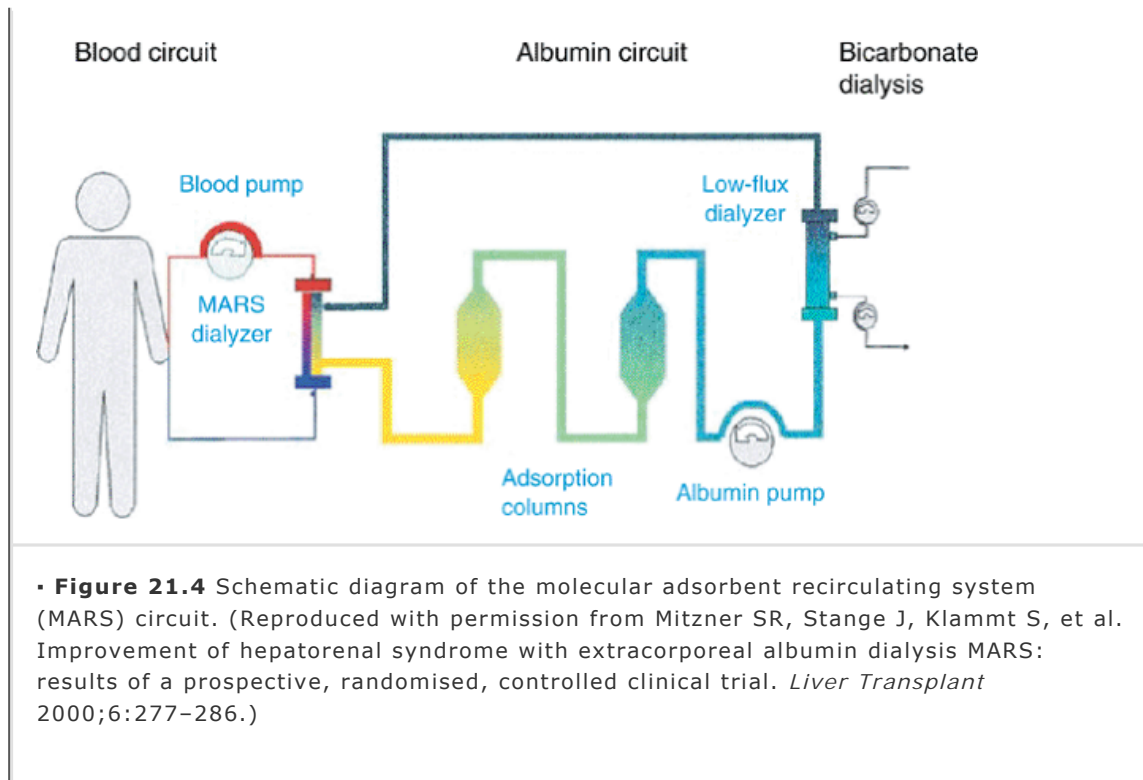 Blood circuit
Albumin circuit
Bicarbonate
dialysis
Blood pump
Low-flux
dialyzer
MARS
dialyzer
Adsorption
columns
Albumin pump
▪ Figure 21.4 Schematic diagram of the molecular adsorbent recirculating system
(MARS) circuit. (Reproduced with permission from Mitzner SR, Stange J, Klammt S, et al.
Improvement of hepatorenal syndrome with extracorporeal albumin dialysis MARS:
results of a prospective, randomised, controlled clinical trial. Liver Transplant
2000;6:277–286.)